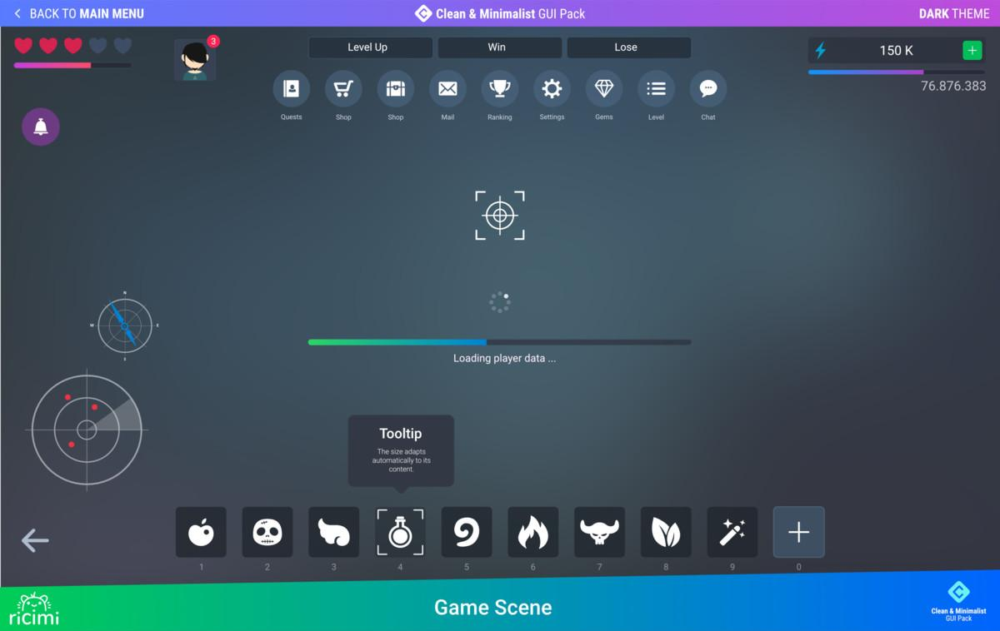 BACK TO MAIN MENU
Clean & Minimalist GUI Pack
DARK THEME
3
Level Up
Win
Lose
150 K
76.876.383
Quests
Shop
Shop
Mail
Ranking
Settings
Gems
Level
Chat
N
W
E
S
Loading player data ...
Tooltip
The size adapts
automatically to its
content.
1
2
3
4
5
6
7
8
9
0
ricimi
Game Scene
Clean & Minimalist
GUI Pack